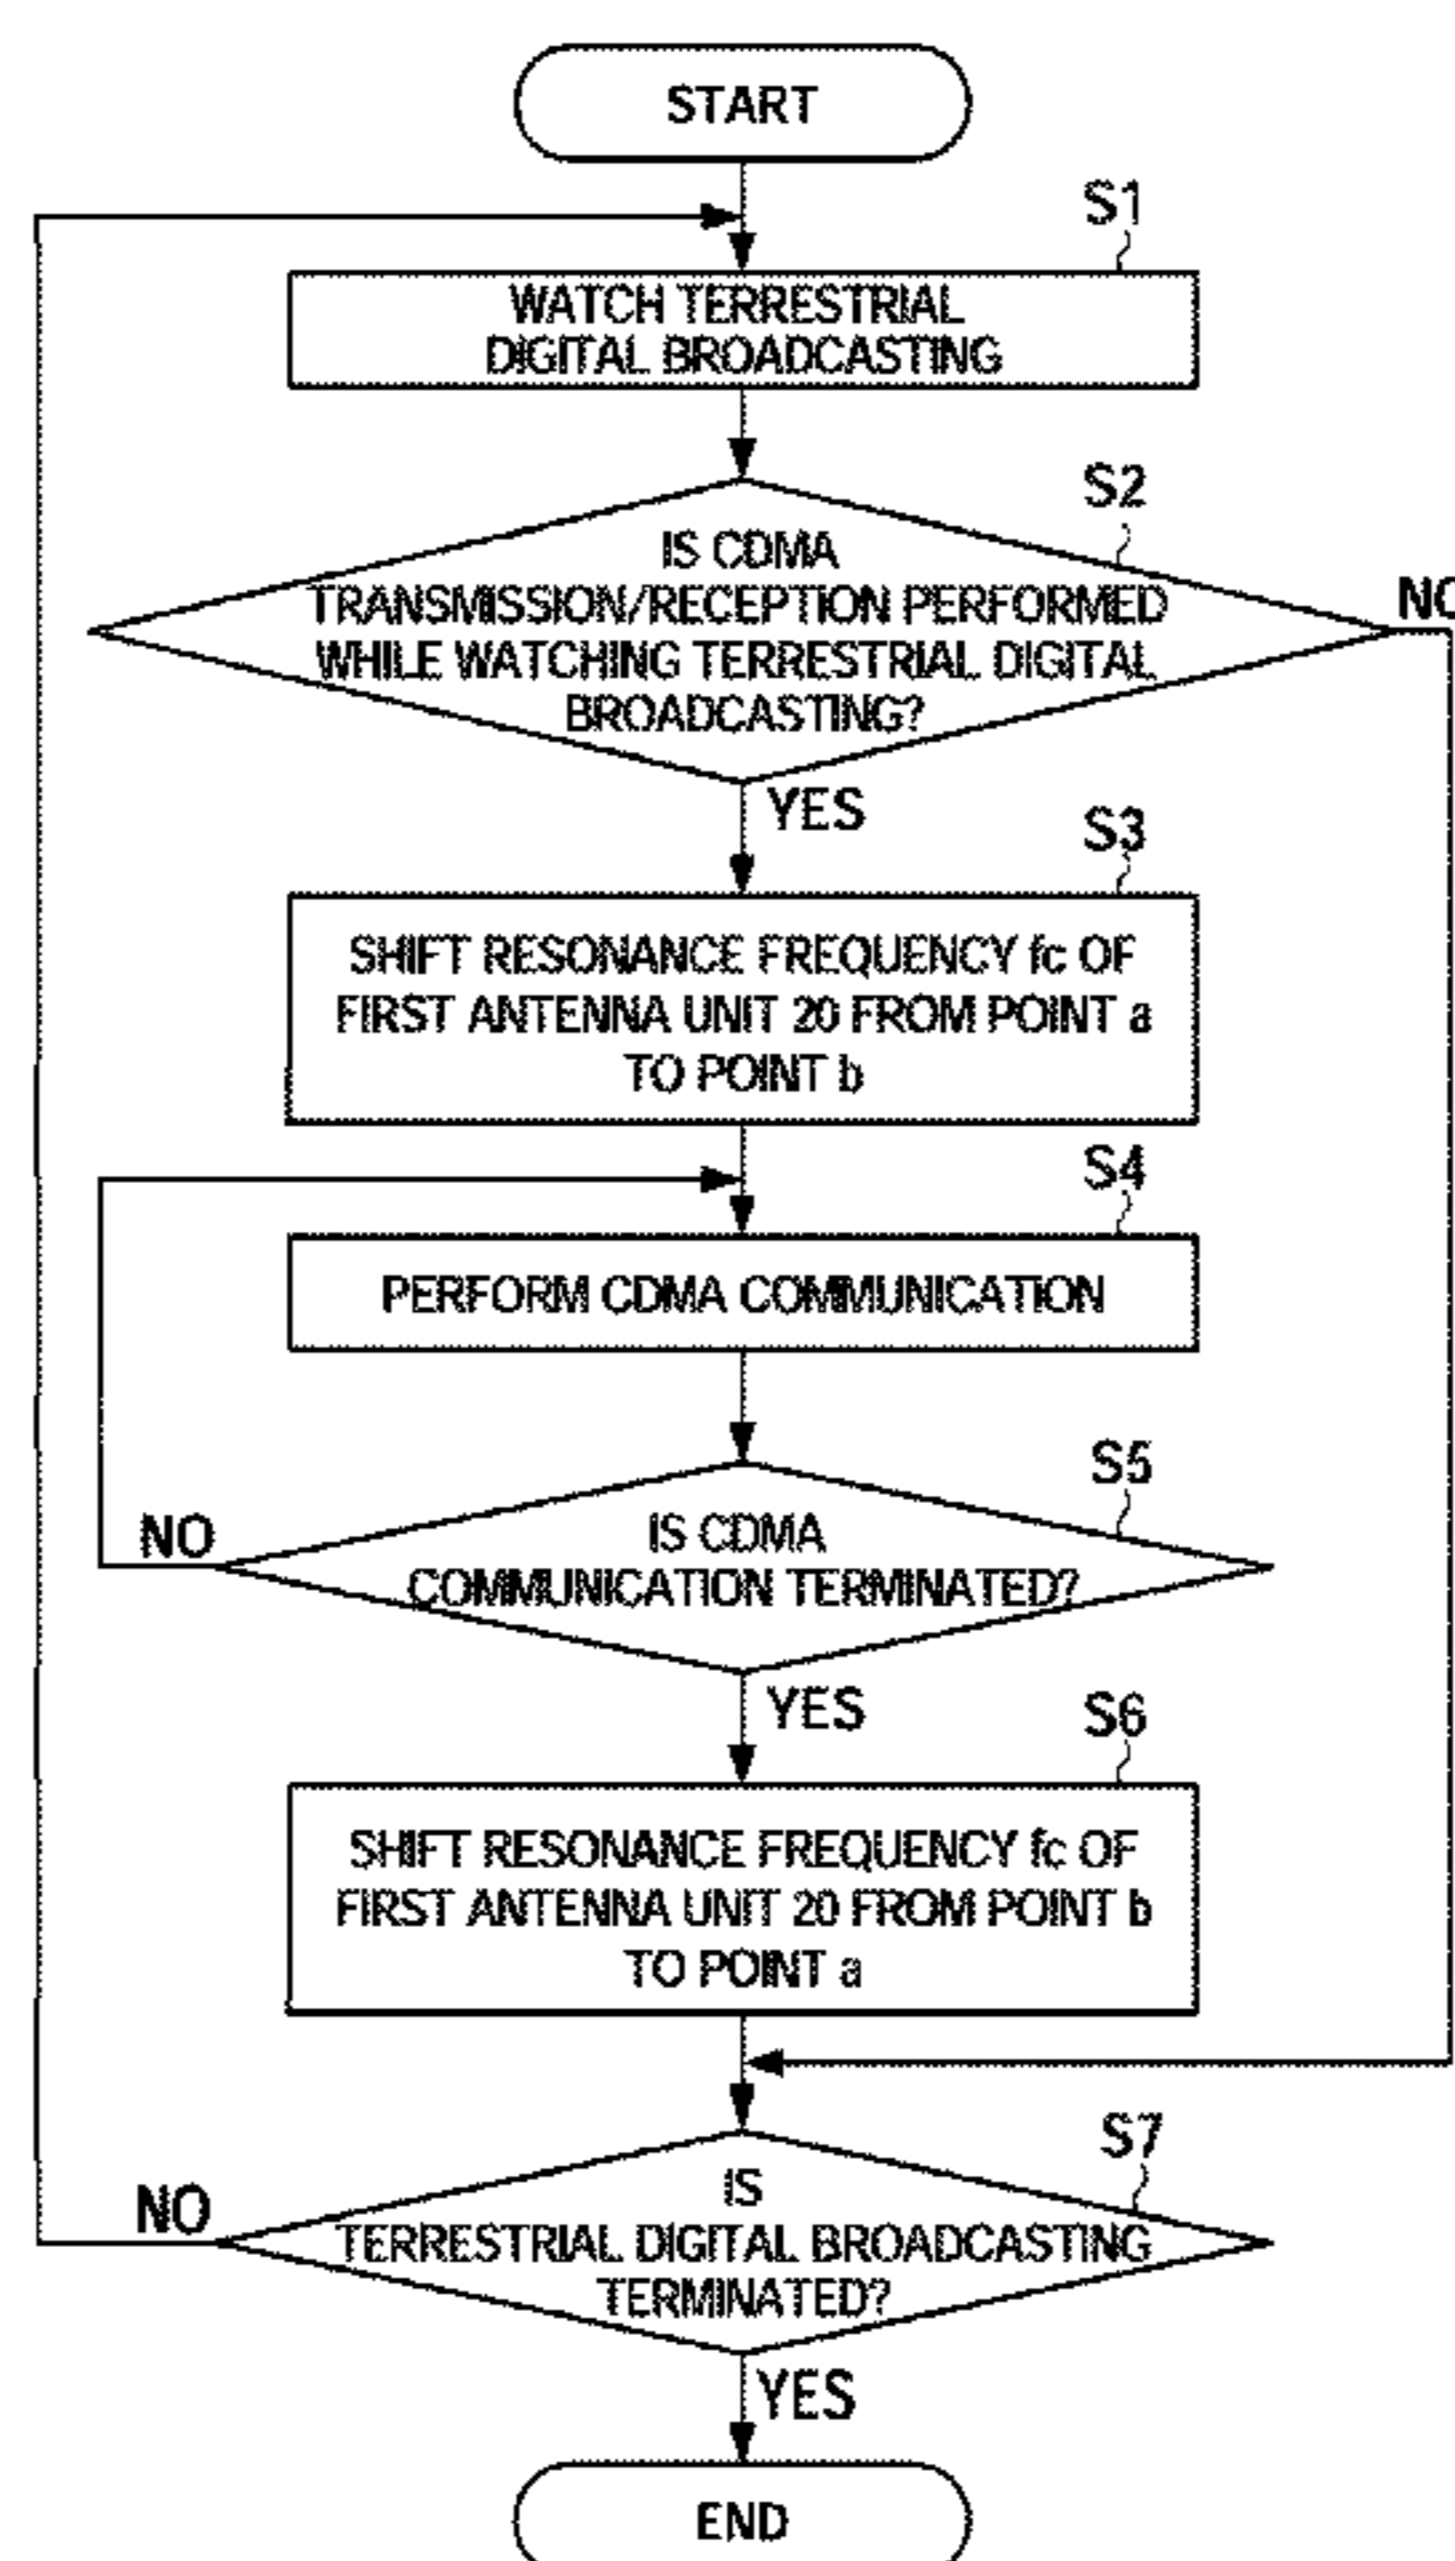 START
S1
WATCH TERRESTRIAL
DIGITAL BROADCASTING
S2
IS CDMA
TRANSMISSION/RECEPTION PERFORMED
WHILE WATCHING TERRESTRIAL DIGITAL
BROADCASTING?
NO
YES
S3
SHIFT RESONANCE FREQUENCY fc OF
FIRST ANTENNA UNIT 20 FROM POINT a
TO POINT b
S4
PERFORM CDMA COMMUNICATION
S5
IS CDMA
COMMUNICATION TERMINATED?
NO
YES
S6
SHIFT RESONANCE FREQUENCY fc OF
FIRST ANTENNA UNIT 20 FROM POINT b
TO POINT a
S7
IS
TERRESTRIAL DIGITAL BROADCASTING
TERMINATED?
NO
YES
END